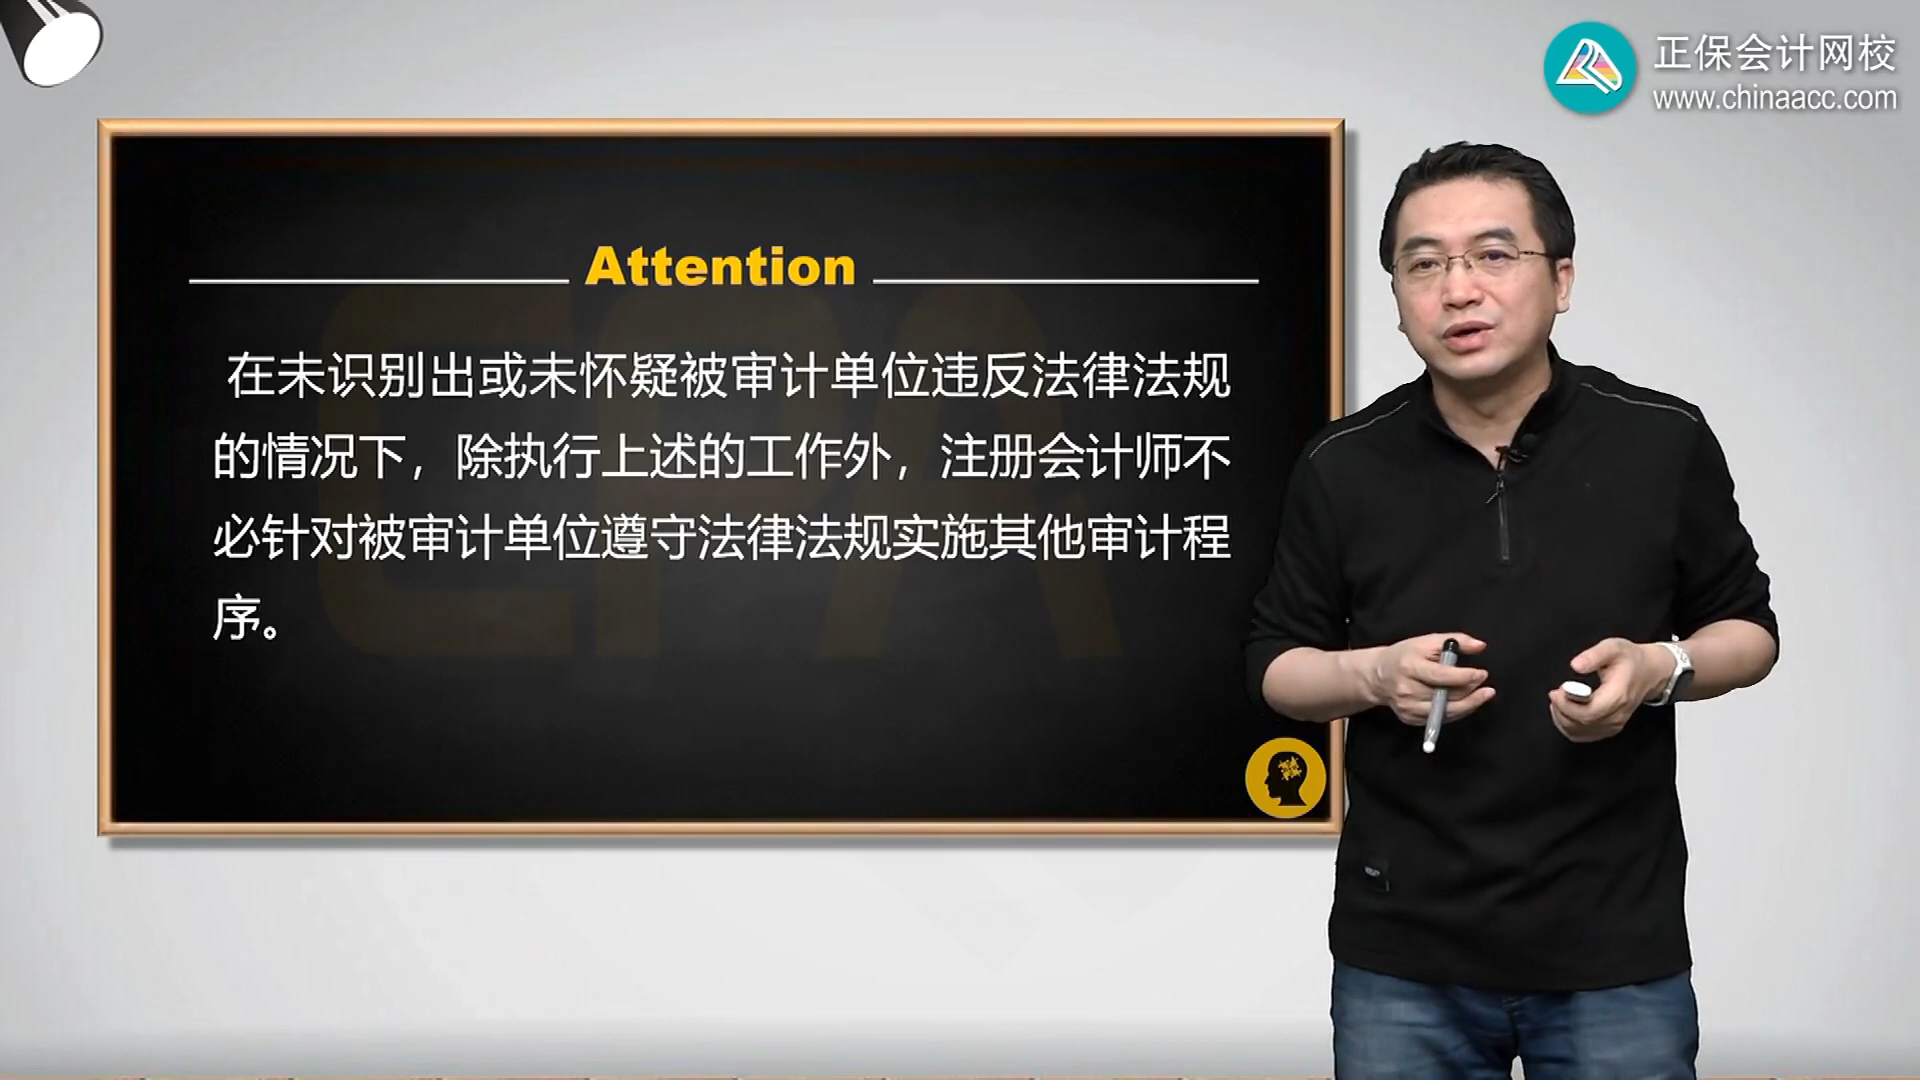 正保会计网校
www.chinaacc.com
Attention
在未识别出或未怀疑被审计单位违反法律法规
的情况下，除执行上述的工作外，注册会计师不
必针对被审计单位遵守法律法规实施其他审计程
序。
CPA